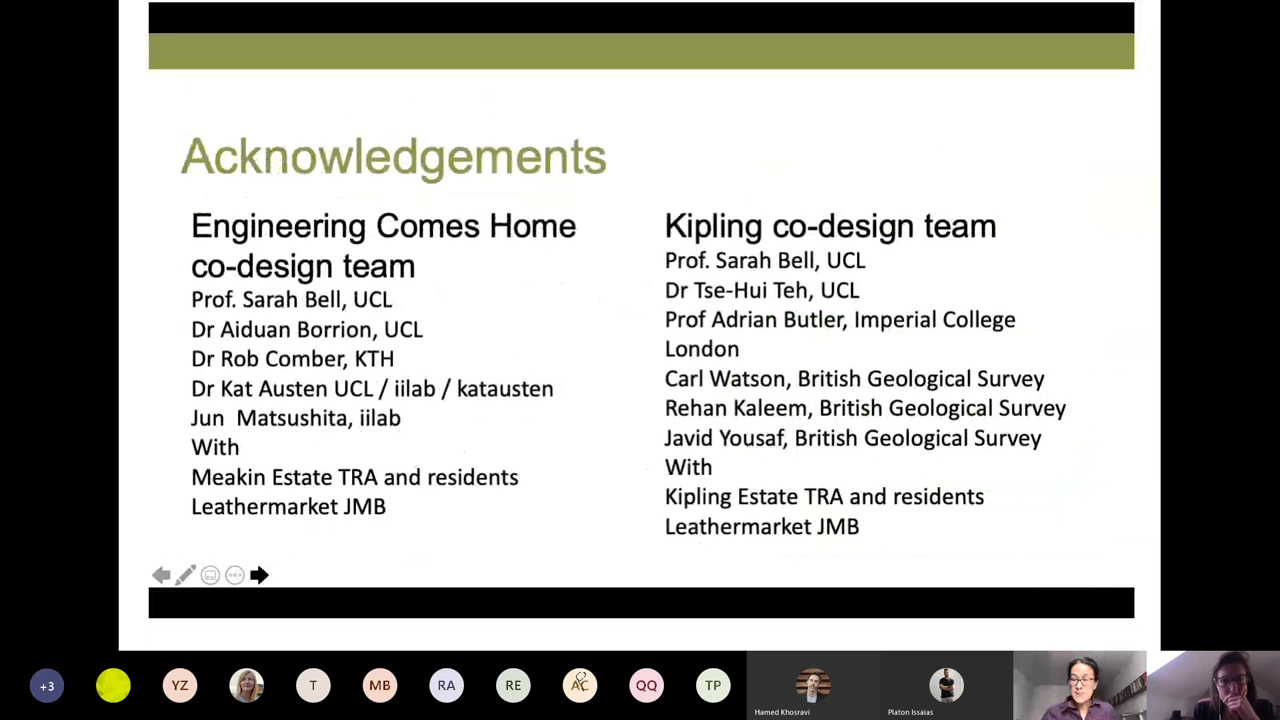 Acknowledgements
Engineering Comes Home
co-design team
Prof. Sarah Bell, UCL
Dr Aiduan Borrion, UCL
Dr Rob Comber, KTH
Dr Kat Austen UCL / iilab / katausten
Jun Matsushita, iilab
With
Meakin Estate TRA and residents
Leathermarket JMB
Kipling co-design team
Prof. Sarah Bell, UCL
Dr Tse-Hui Teh, UCL
Prof Adrian Butler, Imperial College
London
Carl Watson, British Geological Survey
Rehan Kaleem, British Geological Survey
Javid Yousaf, British Geological Survey
With
Kipling Estate TRA and residents
Leathermarket JMB
+3
YZ
T
MB
RA
RE
AC
QQ
TP
Hamed Khosravi
Platon Issaias